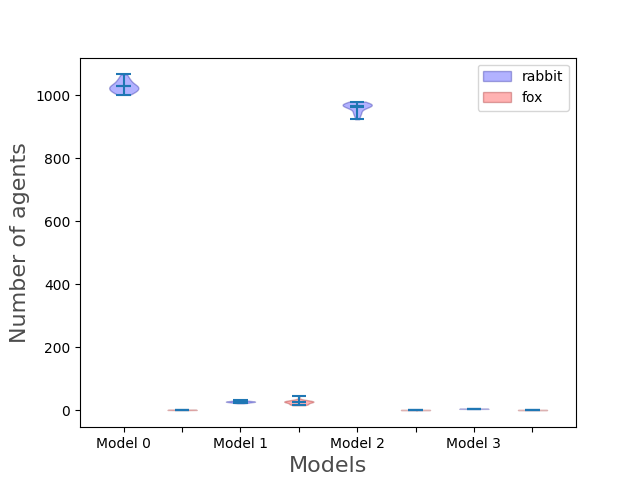 rabbit
fox
Number of agents
1000
800
600
400
200
0
Model 0
Model 1
Model 2
Model 3
Models